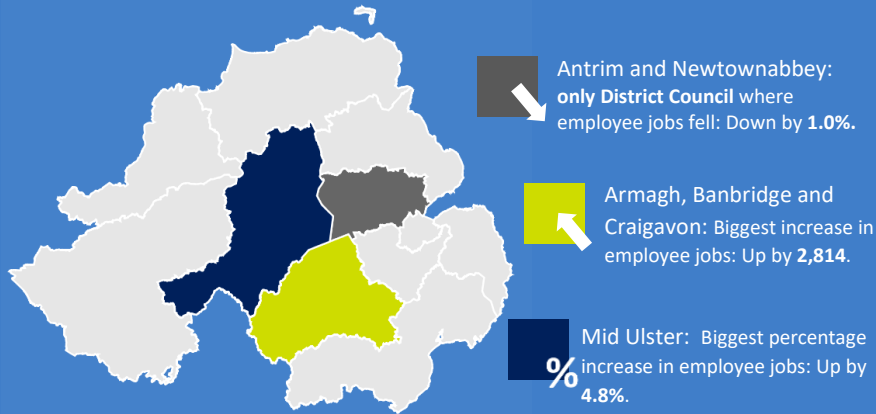 Antrim and Newtownabbey:
only District Council where
employee jobs fell: Down by 1.0%.
Armagh, Banbridge and
Craigavon: Biggest increase in
employee jobs: Up by 2,814.
Mid Ulster: Biggest percentage
% increase in employee jobs: Up by
4.8%.